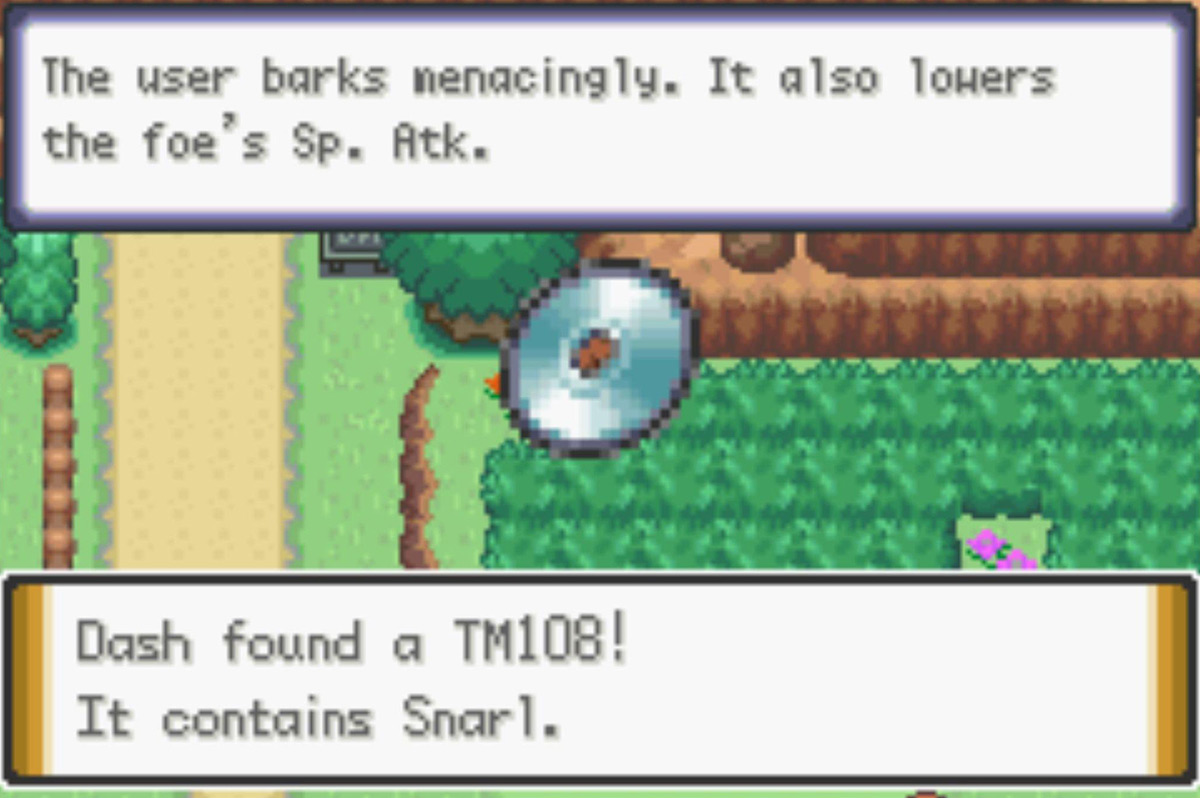 The user barks menacingly. It also lowers
the foe's Sp. Atk.
Dash found a TM108!
It contains Snarl.